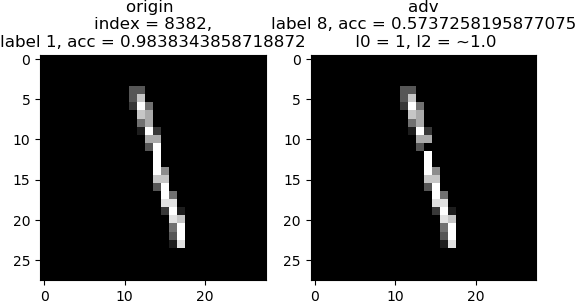 origin
index = 8382,
label 1, acc = 0.9838343858718872
adv
label 8, acc = 0.5737258195877075
l0 = 1, l2 = ~1.0
0
5
10
15
20
25
0 10 20
0
5
10
15
20
25
0 10 20